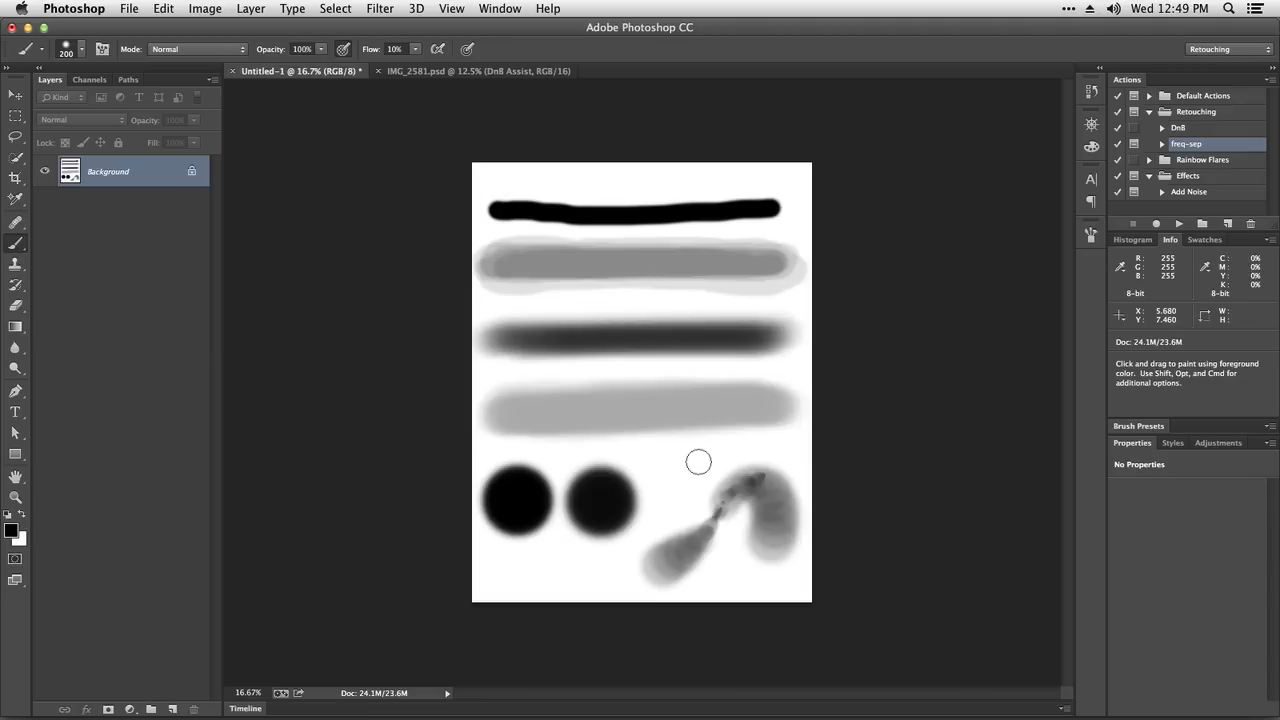 Photoshop File Edit Image Layer Type Select Filter 3D View Window Help Wed 12:49 PM
Adobe Photoshop CC
200 Mode: Normal Opacity: 100% Flow: 10% Retouching
Untitled-1 @ 16.7% (RGB/8) * IMG_2581.psd @ 12.5% (DnB Assist, RGB/16)
Layers Channels Paths
Kind
Normal Opacity: 100%
Lock: Fill: 100%
Background
Actions
Default Actions
Retouching
DnB
freq-sep
Rainbow Flares
Effects
Add Noise
Histogram Info Swatches
R: 255 C: 0%
G: 255 M: 0%
B: 255 Y: 0%
K: 0%
8-bit 8-bit
X: 5.680 W:
Y: 7.460 H:
Doc: 24.1M/23.6M
Click and drag to paint using foreground
color. Use Shift, Opt, and Cmd for
additional options.
Brush Presets
Properties Styles Adjustments
No Properties
16.67% Doc: 24.1M/23.6M
Timeline